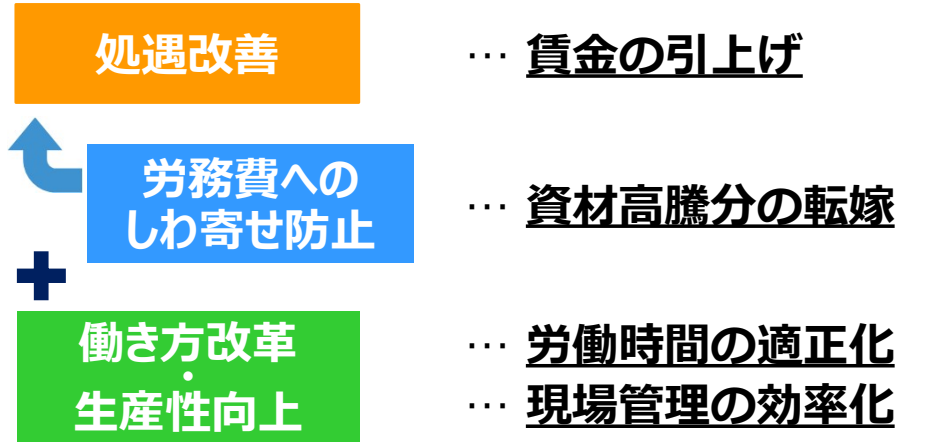 処遇改善
… 賃金の引上げ
労務費への
しわ寄せ防止
… 資材高騰分の転嫁
働き方改革
・
生産性向上
… 労働時間の適正化
… 現場管理の効率化